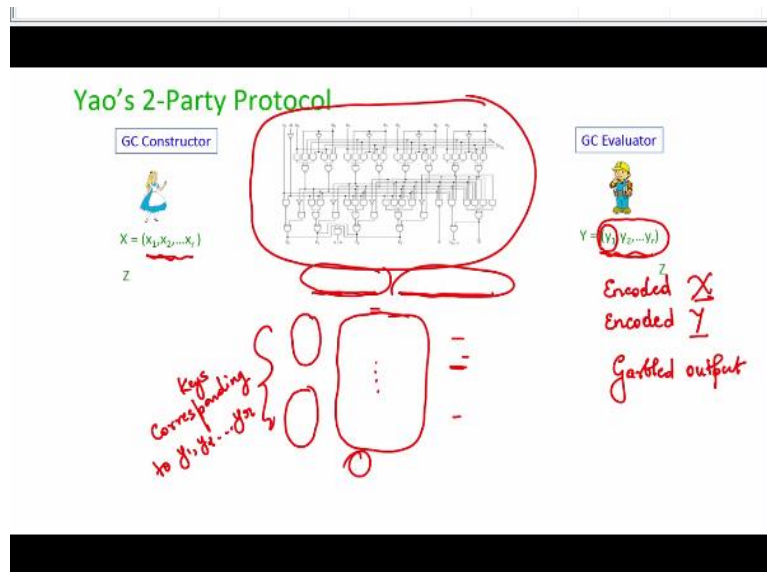 Yao's 2-Party Protocol
GC Constructor
GC Evaluator
X = (x₁,x₂,...xᵣ)
Y = (y₁,y₂,...yᵣ)
Z
Z
Encoded X
Encoded Y
Garbled output
Keys
Corresponding
to y₁, y₂ ... yᵣ